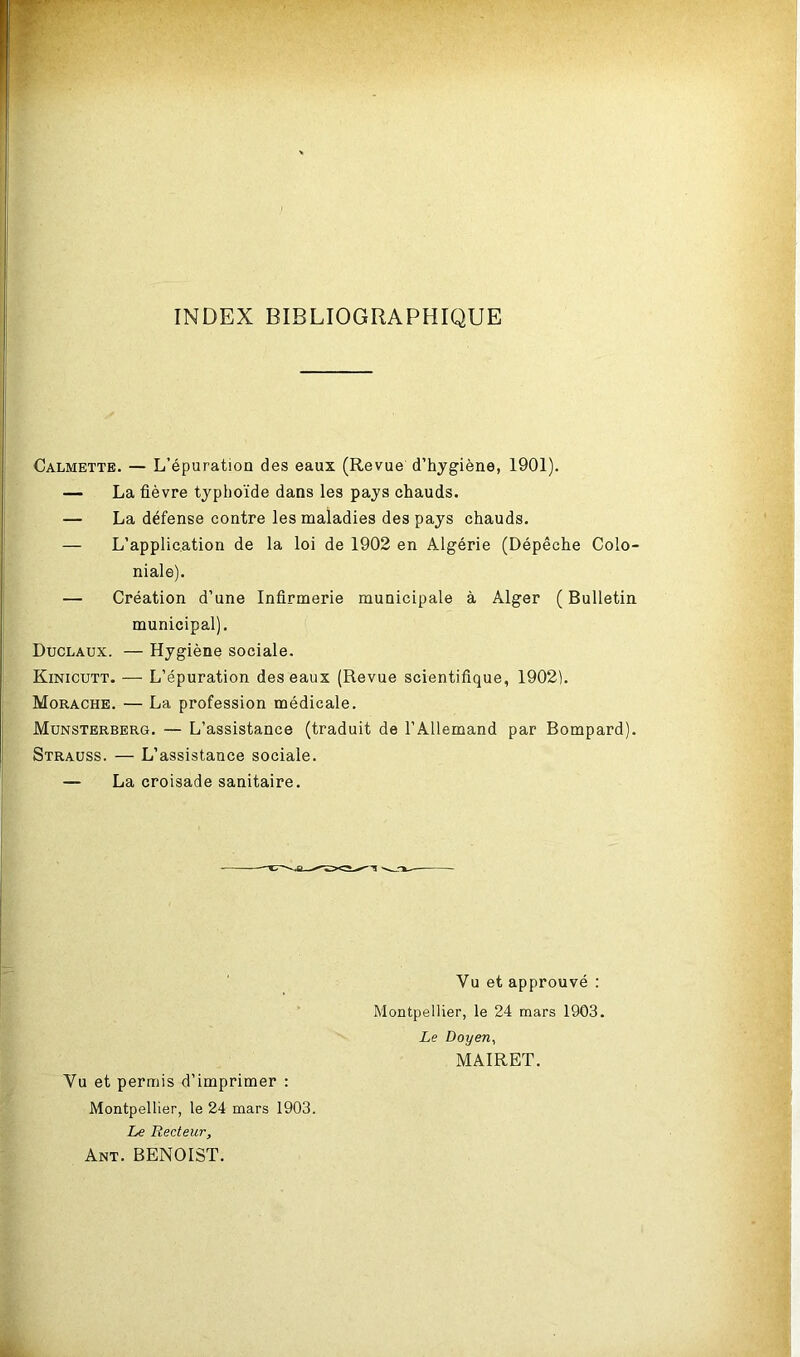 INDEX BIBLIOGRAPHIQUE
CALMETTE. — L’épuration des eaux (Revue d’hygiène, 1901).
— La fièvre typhoïde dans les pays chauds.
— La défense contre les maladies des pays chauds.
— L’application de la loi de 1902 en Algérie (Dépêche Colo-
niale).
— Création d’une Infirmerie municipale à Alger ( Bulletin
municipal).
DUCLAUX. — Hygiène sociale.
KINICUTT. — L’épuration des eaux (Revue scientifique, 1902).
MORACHE. — La profession médicale.
MUNSTERBERG. — L’assistance (traduit de l’Allemand par Bompard).
STRAUSS. — L’assistance sociale.
— La croisade sanitaire.
Vu et approuvé :
Montpellier, le 24 mars 1903.
Le Doyen,
MAIRET.
Vu et permis d’imprimer :
Montpellier, le 24 mars 1903.
Le Recteur,
ANT. BENOIST.